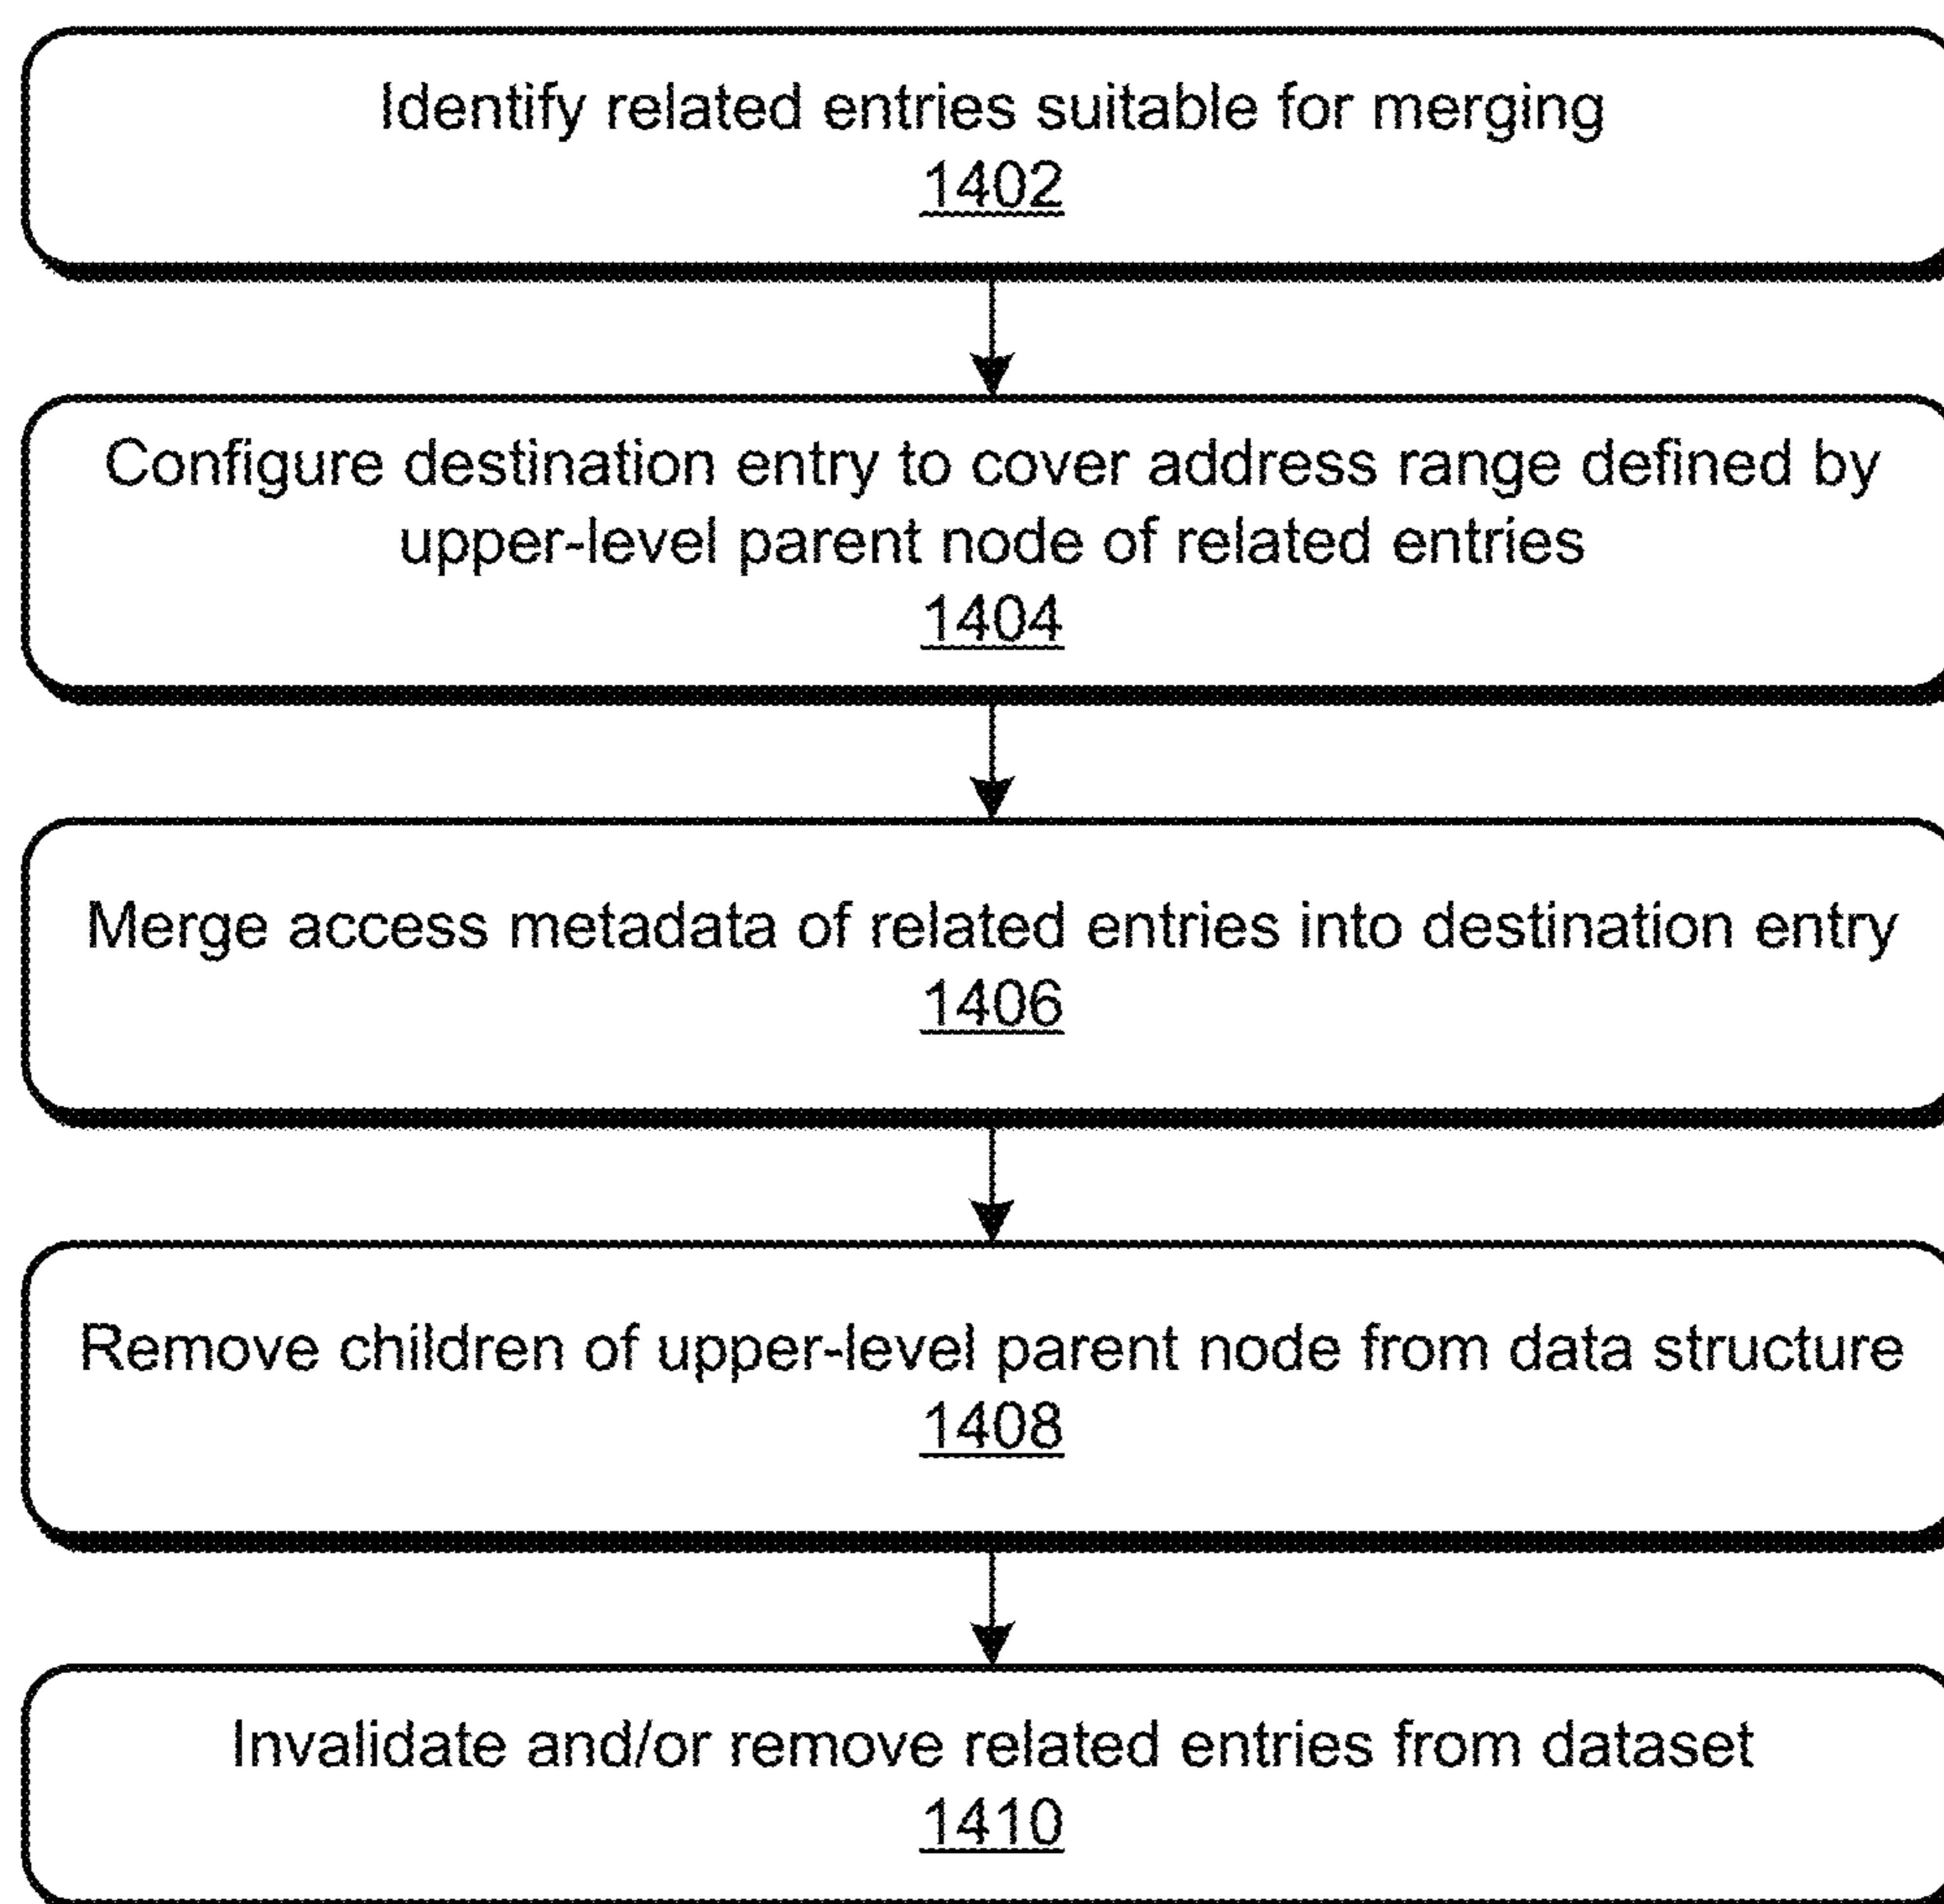 Identify related entries suitable for merging
1402
Configure destination entry to cover address range defined by
upper-level parent node of related entries
1404
Merge access metadata of related entries into destination entry
1406
Remove children of upper-level parent node from data structure
1408
Invalidate and/or remove related entries from dataset
1410